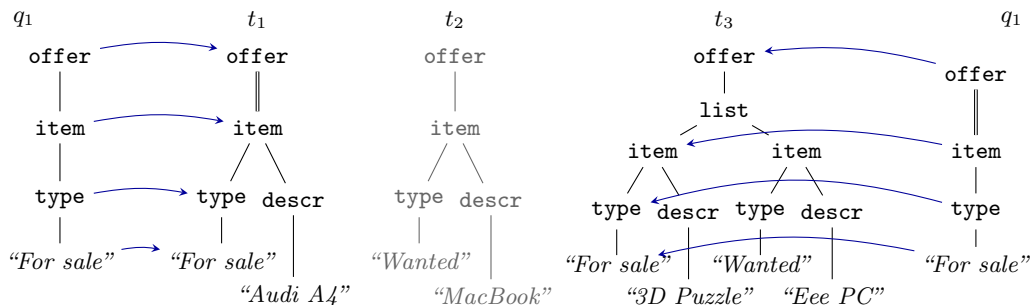 q1 t1 t2 t3 q1
offer offer offer offer offer
list
item item item item item item
type type descr type descr type descr type descr type
“For sale” “For sale” “Wanted” “For sale” “Wanted” “For sale”
“Audi A4” “MacBook” “3D Puzzle” “Eee PC”